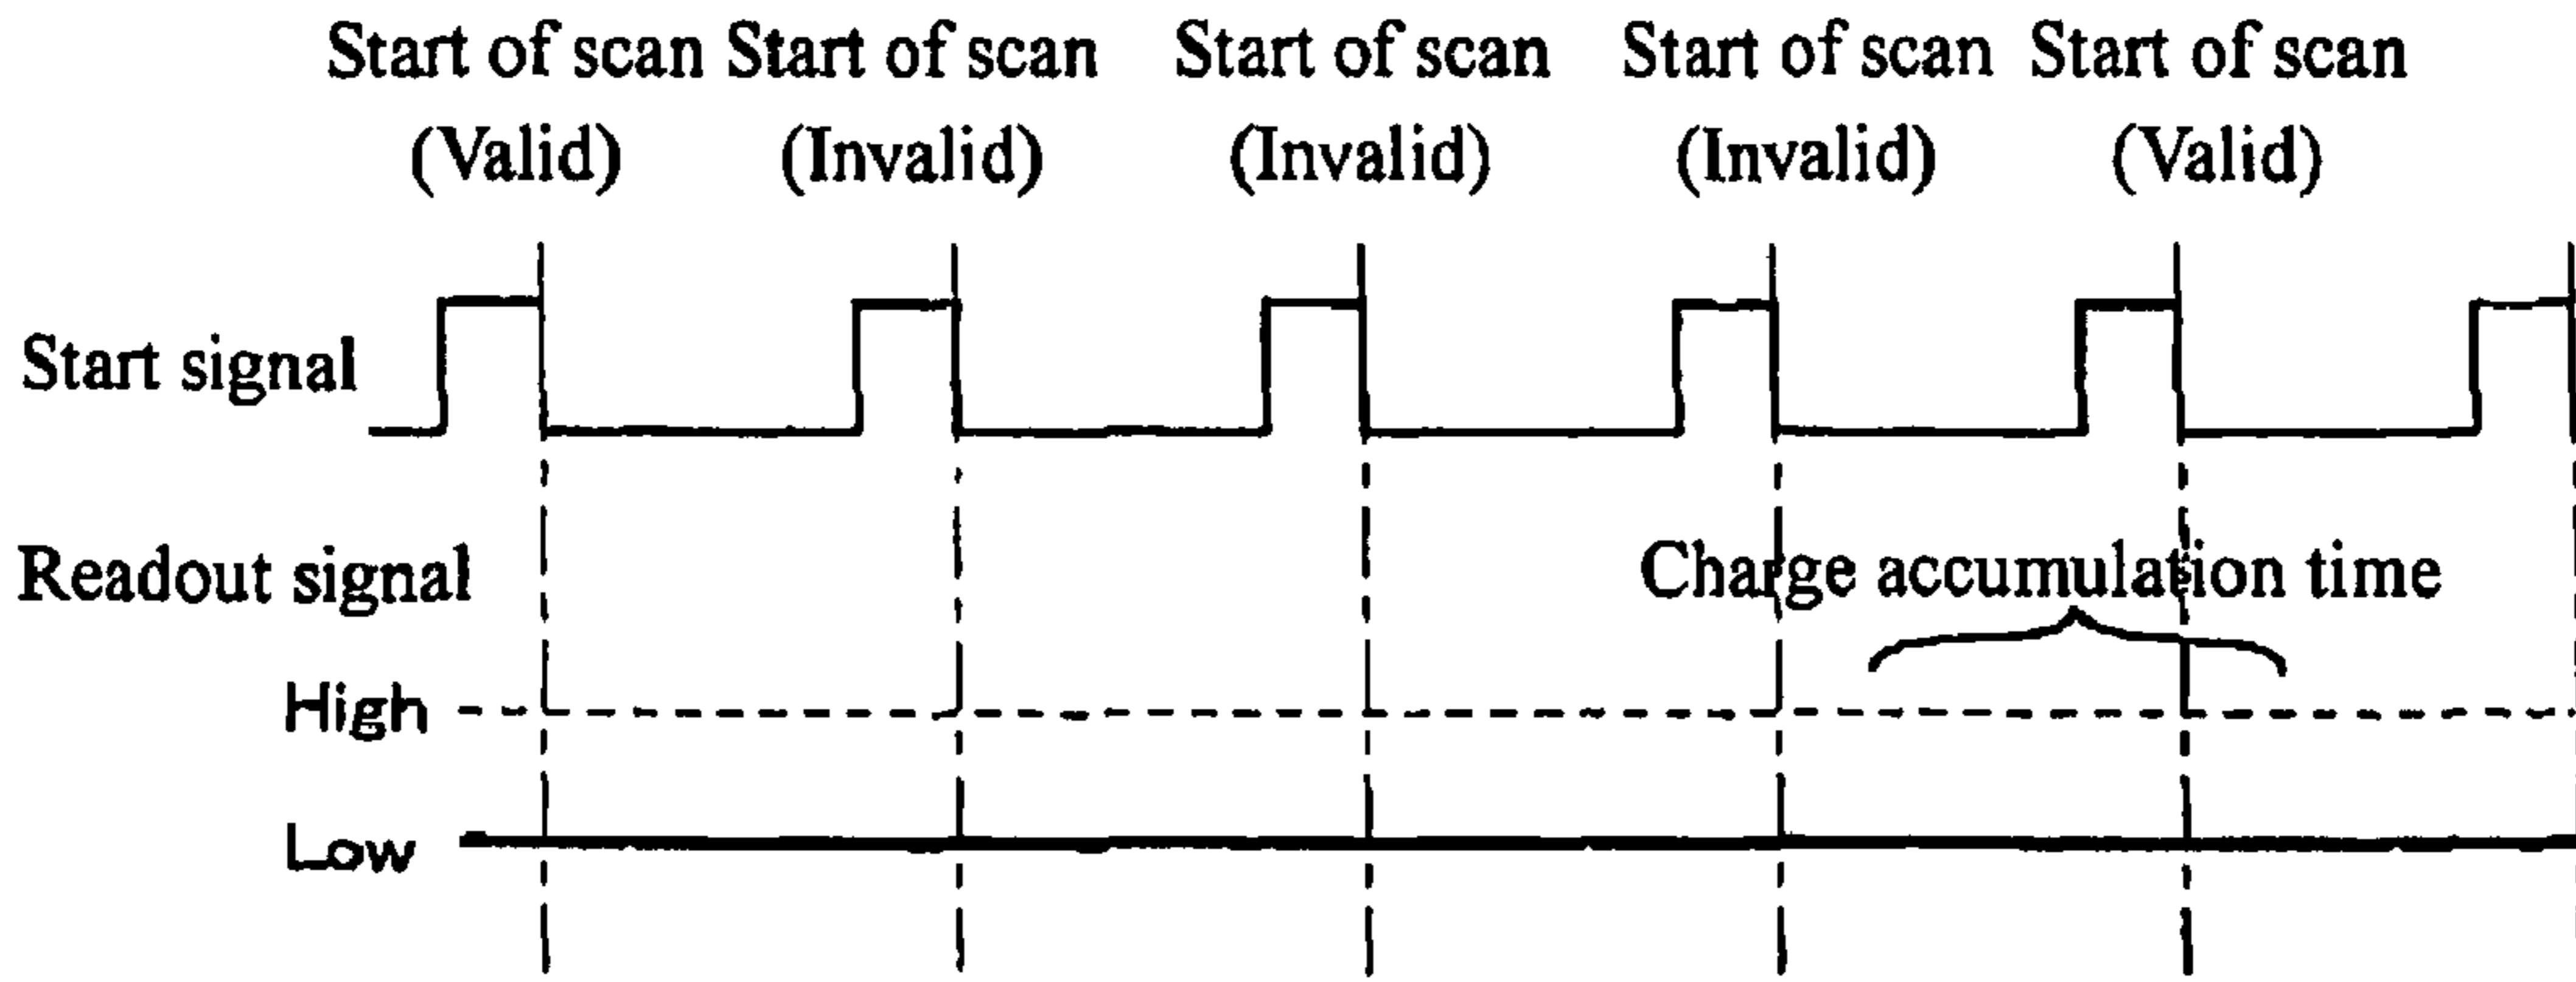 Start of scan Start of scan Start of scan Start of scan Start of scan
(Valid) (Invalid) (Invalid) (Invalid) (Valid)
Start signal
Readout signal
Charge accumulation time
High
Low